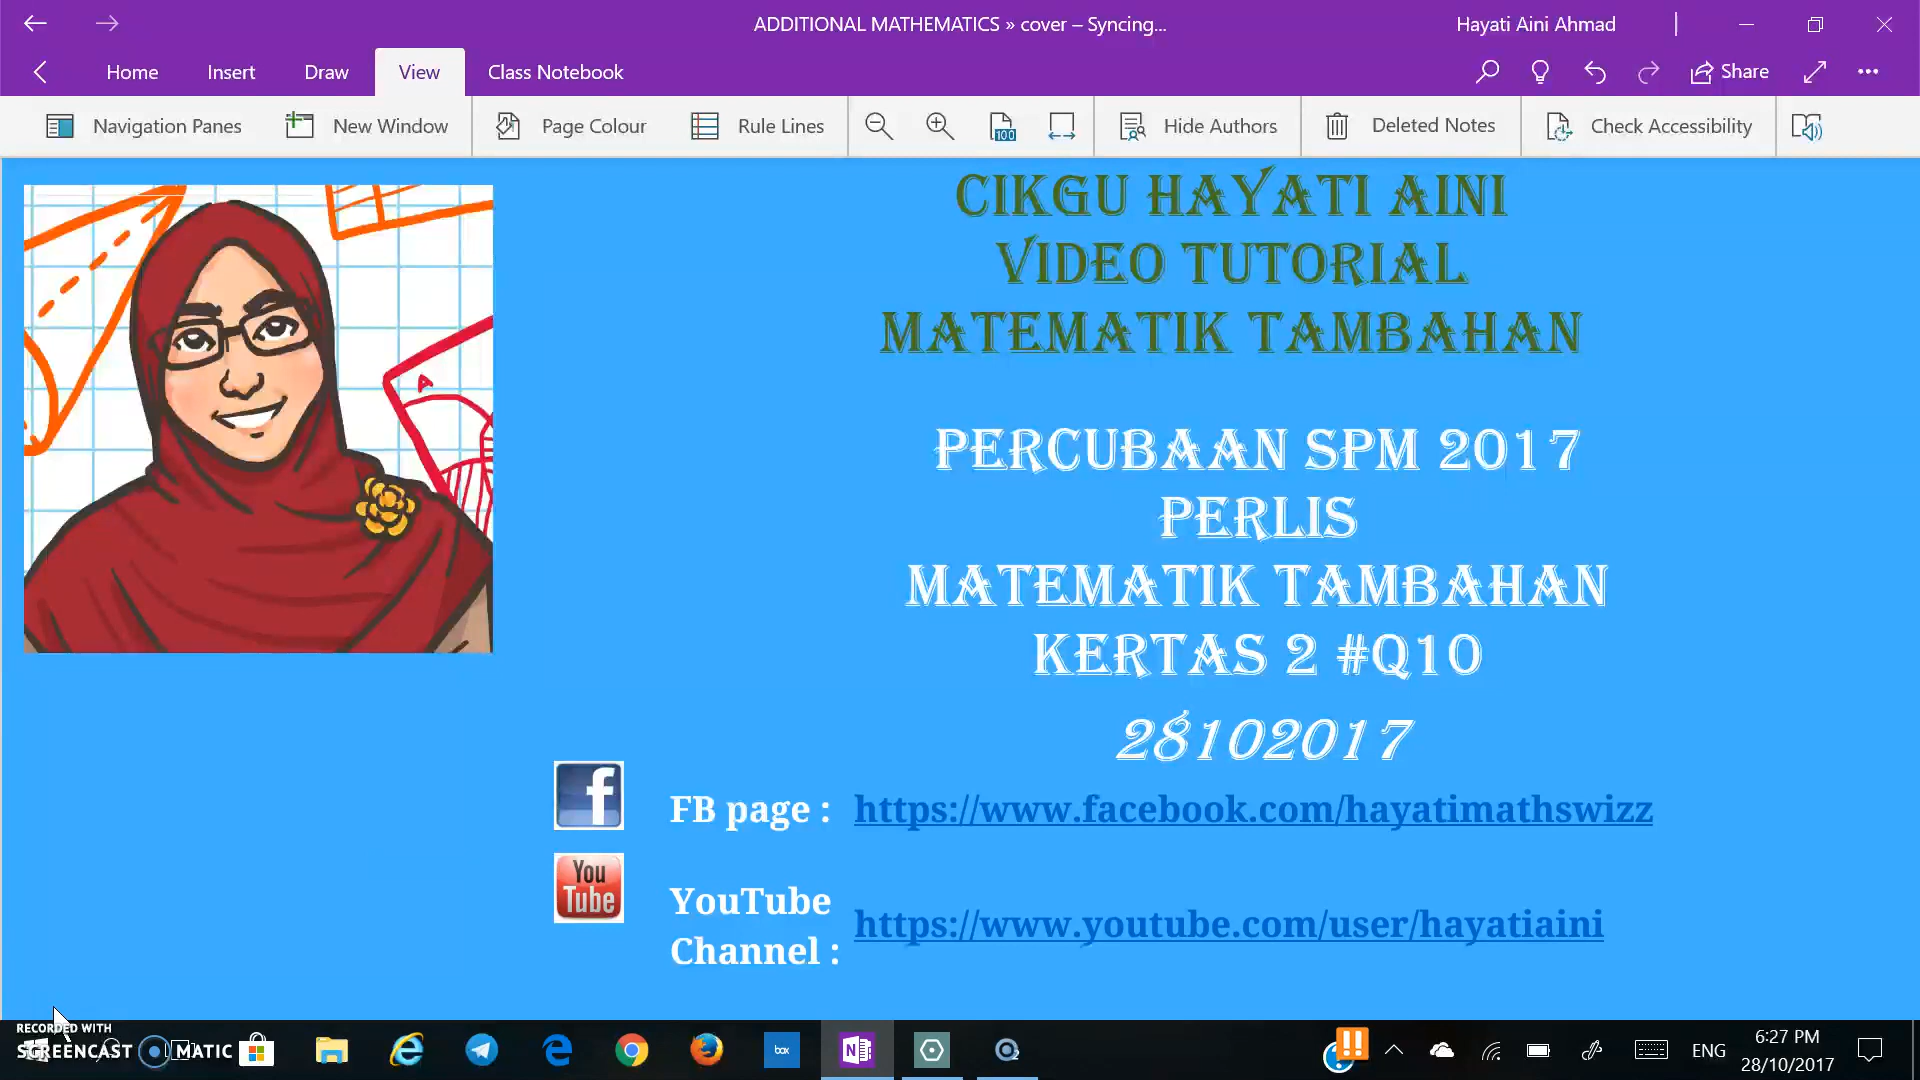 ADDITIONAL MATHEMATICS » cover – Syncing...
Hayati Aini Ahmad
Home
Insert
Draw
View
Class Notebook
Share
Navigation Panes
New Window
Page Colour
Rule Lines
100
Hide Authors
Deleted Notes
Check Accessibility
CIKGU HAYATI AINI
VIDEO TUTORIAL
MATEMATIK TAMBAHAN
A
PERCUBAAN SPM 2017
PERLIS
MATEMATIK TAMBAHAN
KERTAS 2 #Q10
28102017
f
FB page :
https://www.facebook.com/hayatimathswizz
You
Tube
YouTube
Channel :
https://www.youtube.com/user/hayatiaini
RECORDED WITH
SCREENCAST MATIC
box
N
2
ENG
6:27 PM
28/10/2017